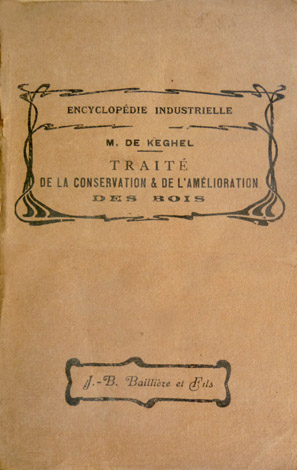 ENCYCLOPÉDIE INDUSTRIELLE
M. DE KEGHEL
TRAITÉ
DE LA CONSERVATION & DE L'AMÉLIORATION
DES BOIS
J.-B. Baillière et Fils